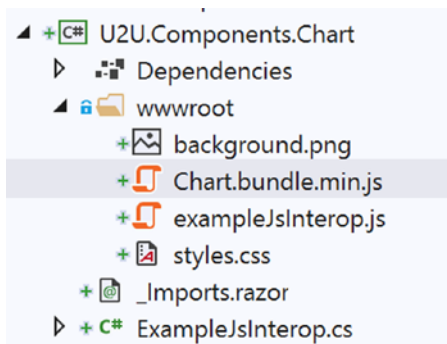 C# U2U.Components.Chart
Dependencies
wwwroot
background.png
Chart.bundle.min.js
exampleJsInterop.js
styles.css
_Imports.razor
C# ExampleJsInterop.cs